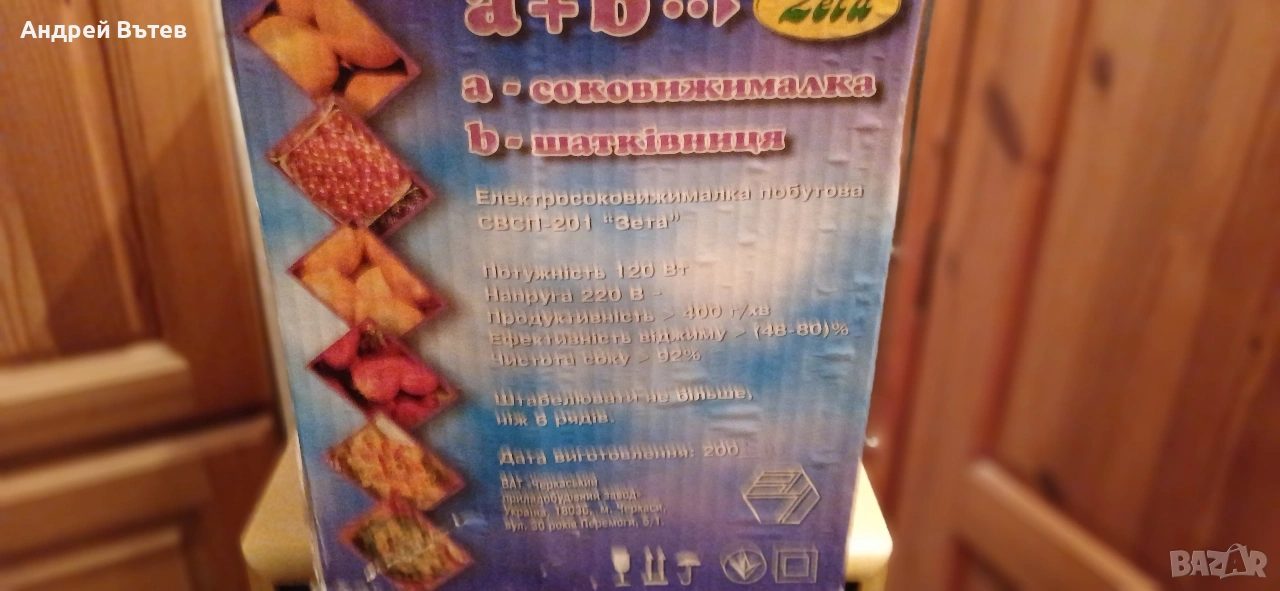 Андрей Вътев
a+b
Zeta
a - соковижималка
b - шатківниця
Електросоковижималка побутова
СВСП-201 "Зета"
Потужність 120 Вт
Напруга 220 В ~
Продуктивність > 400 г/хв
Ефективність віджиму > (48-80)%
Чистота соку > 92%
Штабелювати не більше,
ніж 6 рядів.
Дата виготовлення: 200
ВАТ "Черкаський
приладобудівний завод"
Україна, 18030, м. Черкаси,
вул. 30 років Перемоги, 5/1.
BAZAR